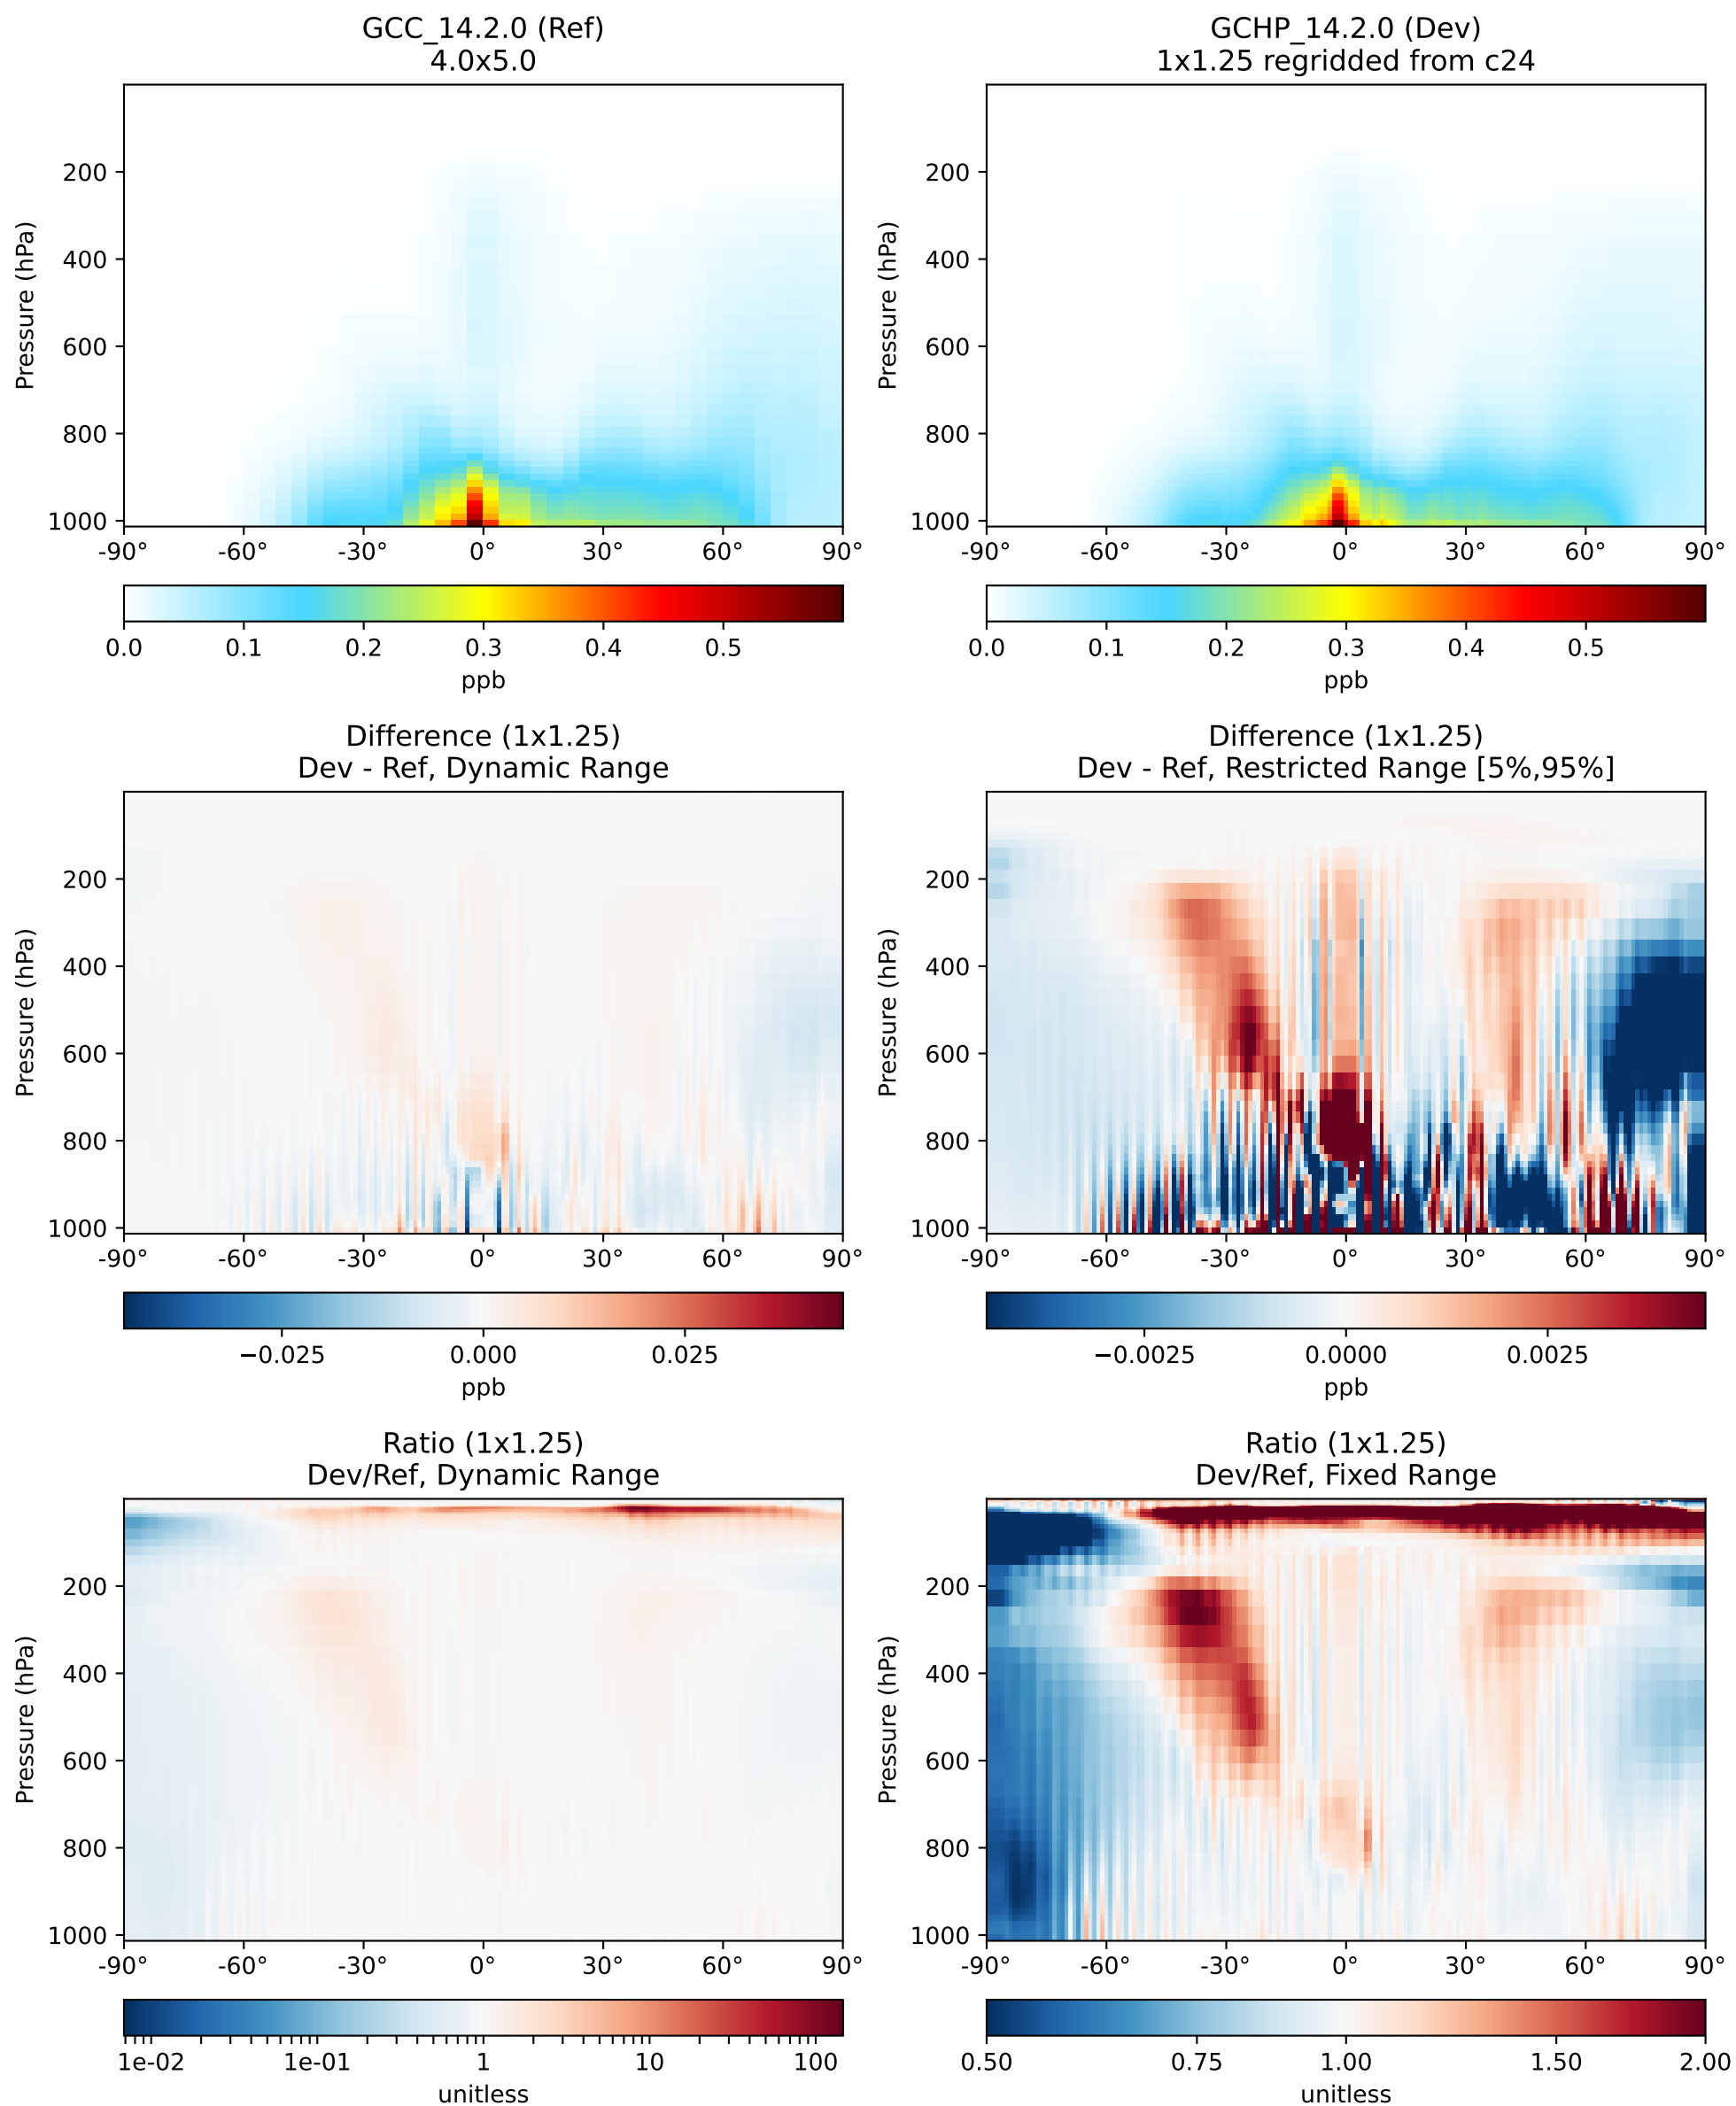 GCC_14.2.0 (Ref)
4.0x5.0
Pressure (hPa)
200
400
600
800
1000
-90° -60° -30° 0° 30° 60° 90°
0.0 0.1 0.2 0.3 0.4 0.5
ppb
GCHP_14.2.0 (Dev)
1x1.25 regridded from c24
Pressure (hPa)
200
400
600
800
1000
-90° -60° -30° 0° 30° 60° 90°
0.0 0.1 0.2 0.3 0.4 0.5
ppb
Difference (1x1.25)
Dev - Ref, Dynamic Range
Pressure (hPa)
200
400
600
800
1000
-90° -60° -30° 0° 30° 60° 90°
−0.025 0.000 0.025
ppb
Difference (1x1.25)
Dev - Ref, Restricted Range [5%,95%]
Pressure (hPa)
200
400
600
800
1000
-90° -60° -30° 0° 30° 60° 90°
−0.0025 0.0000 0.0025
ppb
Ratio (1x1.25)
Dev/Ref, Dynamic Range
Pressure (hPa)
200
400
600
800
1000
-90° -60° -30° 0° 30° 60° 90°
1e-02 1e-01 1 10 100
unitless
Ratio (1x1.25)
Dev/Ref, Fixed Range
Pressure (hPa)
200
400
600
800
1000
-90° -60° -30° 0° 30° 60° 90°
0.50 0.75 1.00 1.50 2.00
unitless